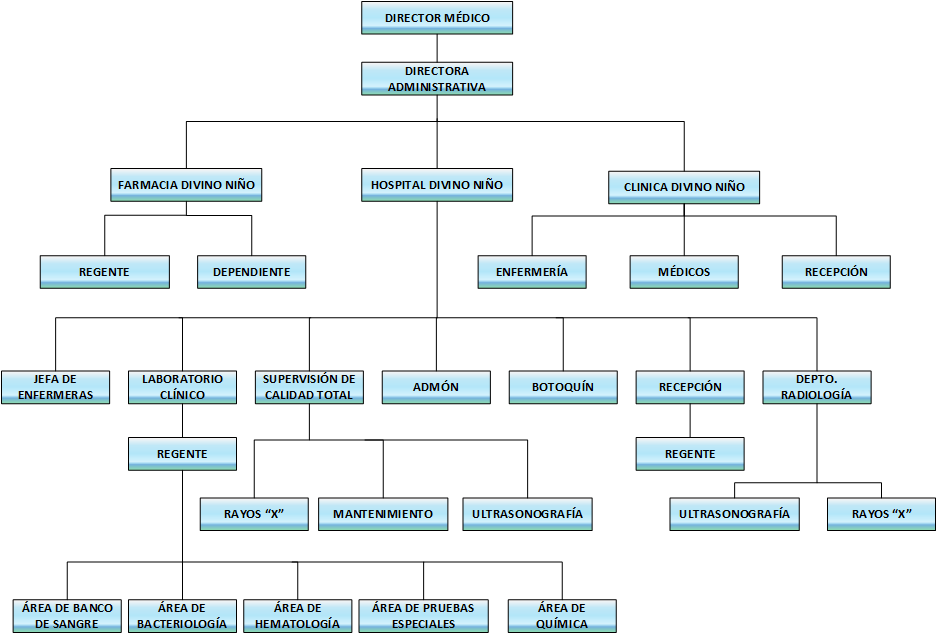 DIRECTOR MÉDICO
DIRECTORA
ADMINISTRATIVA
FARMACIA DIVINO NIÑO
HOSPITAL DIVINO NIÑO
CLINICA DIVINO NIÑO
REGENTE
DEPENDIENTE
ENFERMERÍA
MÉDICOS
RECEPCIÓN
JEFA DE
ENFERMERAS
LABORATORIO
CLÍNICO
SUPERVISIÓN DE
CALIDAD TOTAL
ADMÓN
BOTOQUÍN
RECEPCIÓN
DEPTO.
RADIOLOGÍA
REGENTE
REGENTE
RAYOS “X”
MANTENIMIENTO
ULTRASONOGRAFÍA
ULTRASONOGRAFÍA
RAYOS “X”
ÁREA DE BANCO
DE SANGRE
ÁREA DE
BACTERIOLOGÍA
ÁREA DE
HEMATOLOGÍA
ÁREA DE PRUEBAS
ESPECIALES
ÁREA DE
QUÍMICA